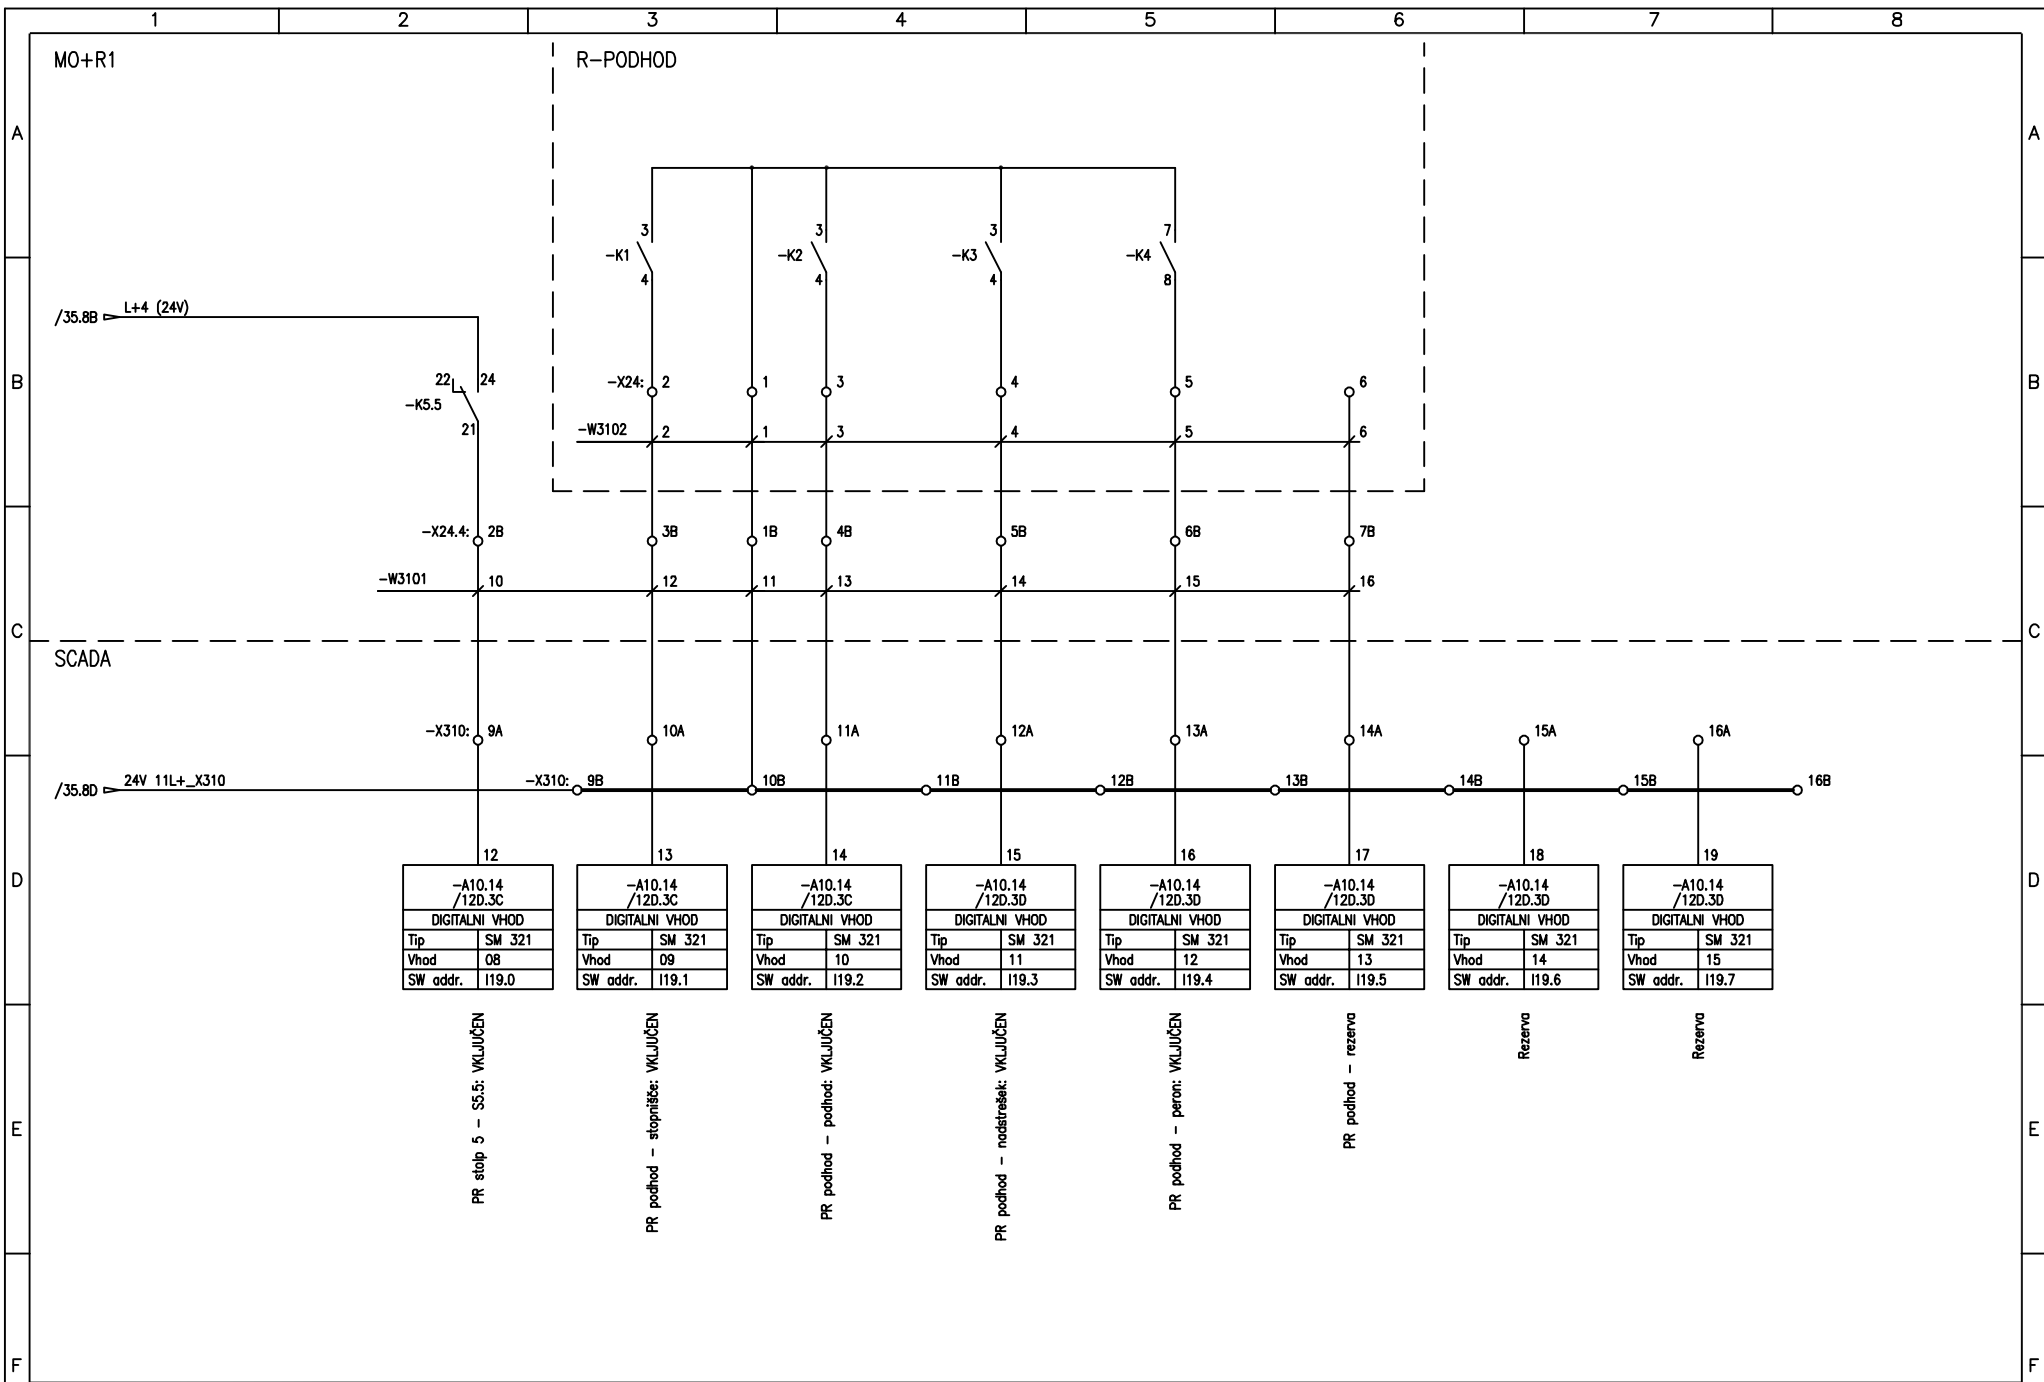 1 2 3 4 5 6 7 8
MO+R1 R-PODHOD
A A
3 3 3 7
-K1 -K2 -K3 -K4
4 4 4 8
/35.8B L+4 (24V)
22 24
-K5.5
21
B B
-X24: 2 1 3 4 5 6
-W3102 2 1 3 4 5 6
-X24.4: 2B 3B 1B 4B 5B 6B 7B
-W3101 10 12 11 13 14 15 16
C C
SCADA
-X310: 9A 10A 11A 12A 13A 14A 15A 16A
/35.8D 24V 11L+_X310 -X310: 9B 10B 11B 12B 13B 14B 15B 16B
12 13 14 15 16 17 18 19
D D
-A10.14 -A10.14 -A10.14 -A10.14 -A10.14 -A10.14 -A10.14 -A10.14
/12D.3C /12D.3C /12D.3C /12D.3D /12D.3D /12D.3D /12D.3D /12D.3D
DIGITALNI VHOD DIGITALNI VHOD DIGITALNI VHOD DIGITALNI VHOD DIGITALNI VHOD DIGITALNI VHOD DIGITALNI VHOD DIGITALNI VHOD
Tip SM 321 Tip SM 321 Tip SM 321 Tip SM 321 Tip SM 321 Tip SM 321 Tip SM 321 Tip SM 321
Vhod 08 Vhod 09 Vhod 10 Vhod 11 Vhod 12 Vhod 13 Vhod 14 Vhod 15
SW addr. I19.0 SW addr. I19.1 SW addr. I19.2 SW addr. I19.3 SW addr. I19.4 SW addr. I19.5 SW addr. I19.6 SW addr. I19.7
PR stolp 5 - S5.5: VKLJUČEN
PR podhod - stopnišče: VKLJUČEN
PR podhod - podhod: VKLJUČEN
PR podhod - nadstrešek: VKLJUČEN
PR podhod - peron: VKLJUČEN
PR podhod - rezerva
Rezerva
Rezerva
E E
F F